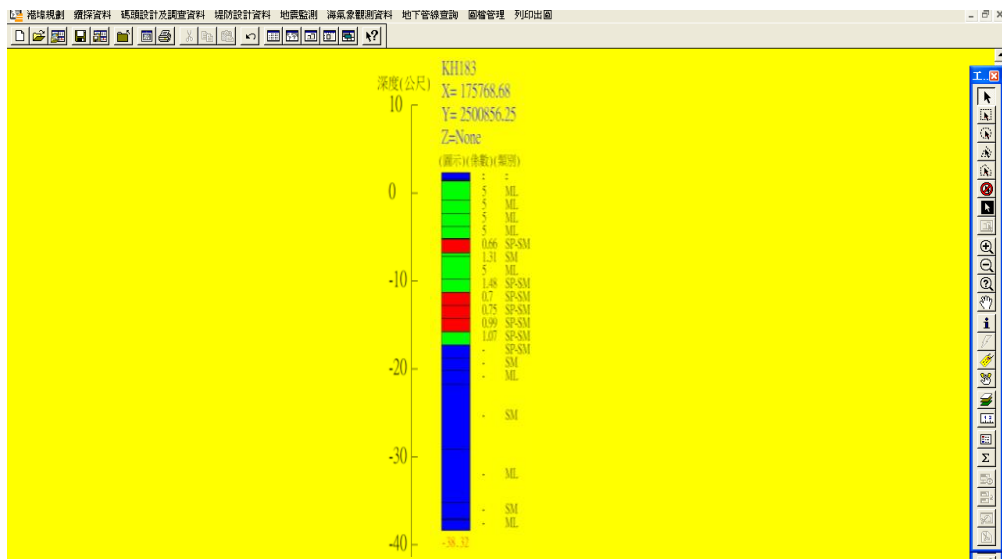 港埠規劃 鑽探資料 碼頭設計及調查資料 堤防設計資料 地震監測 海氣象觀測資料 地下管線查詢 圖檔管理 列印出圖
工...
KH183
深度(公尺)
X= 175768.68
10
Y= 2500856.25
Z=None
(圖示)(係數)(類別)
: :
0
5 ML
5 ML
5 ML
5 ML
0.66 SP-SM
1.31 SM
5 ML
-10
1.48 SP-SM
0.7 SP-SM
0.75 SP-SM
0.99 SP-SM
1.07 SP-SM
- SP-SM
- SM
-20
- ML
- SM
-30
- ML
- SM
- ML
-40
-38.32